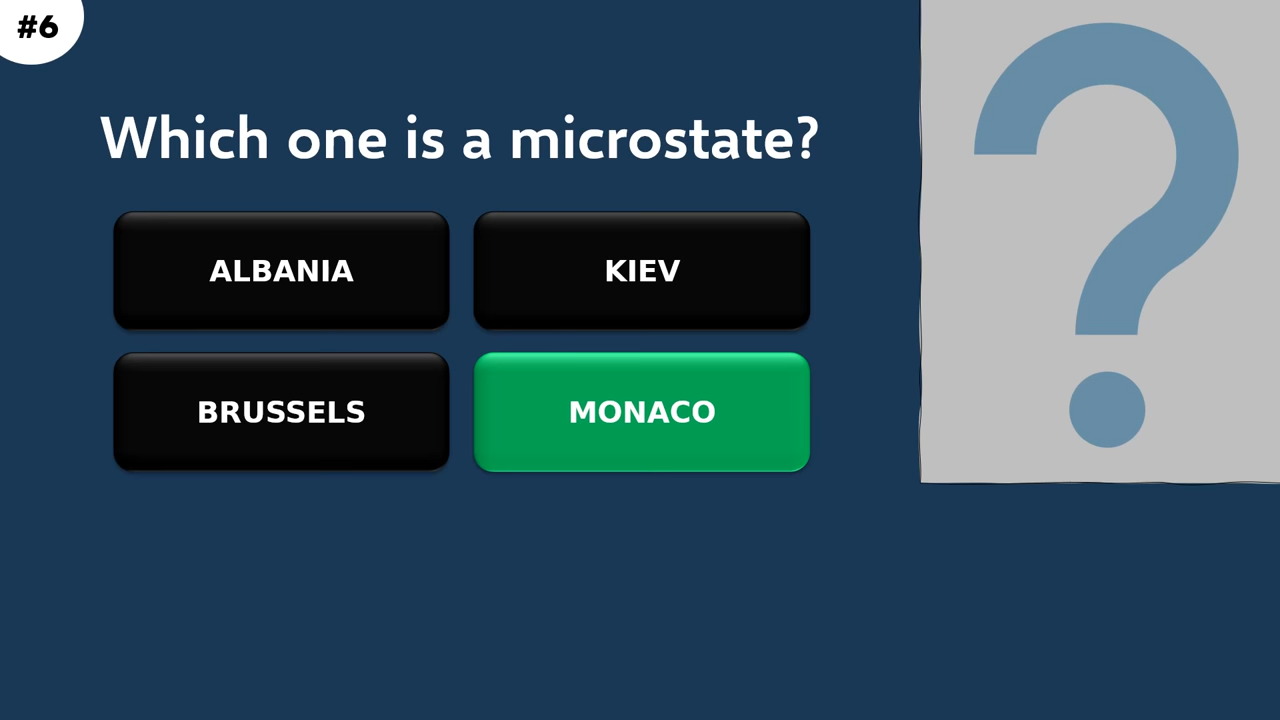 #6
Which one is a microstate?
ALBANIA
KIEV
BRUSSELS
MONACO
?